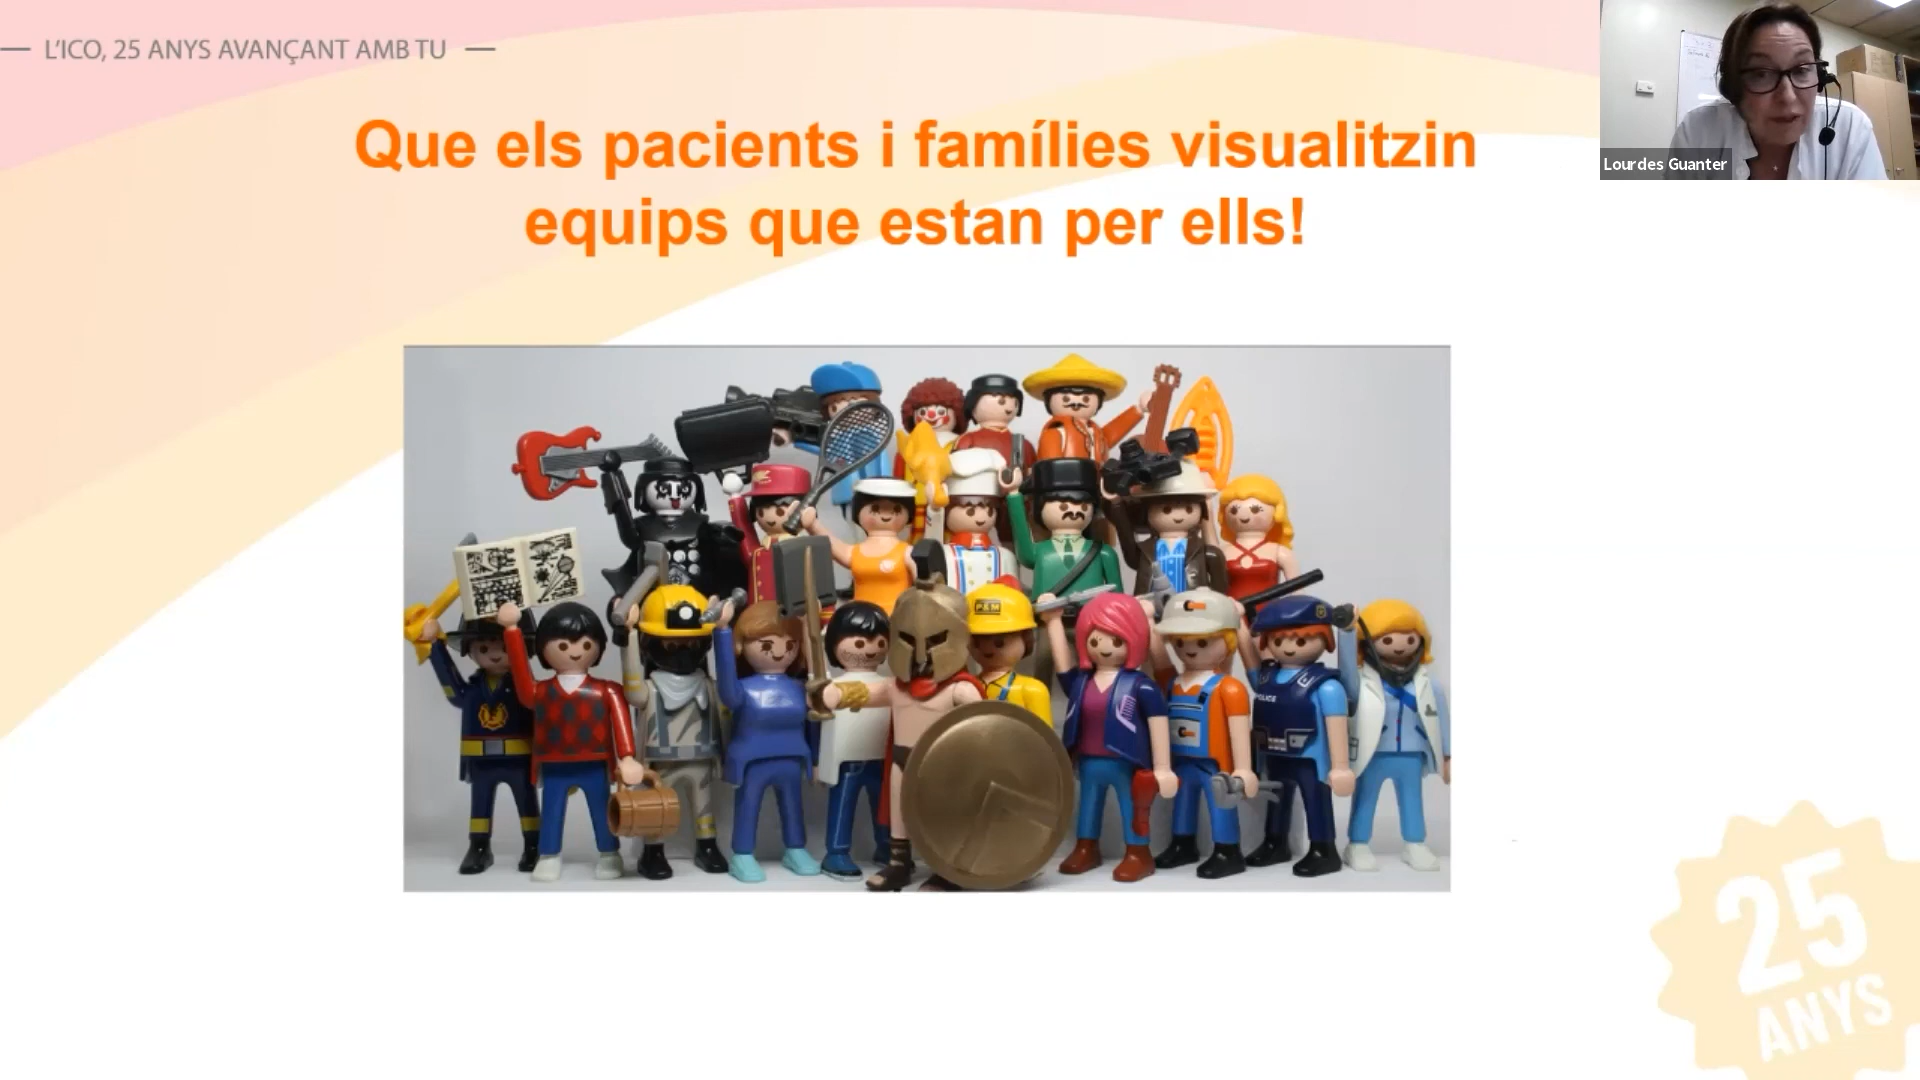 L'ICO, 25 ANYS AVANÇANT AMB TU
Que els pacients i famílies visualitzin
equips que estan per ells!
Lourdes Guanter
POLICE
25
ANYS